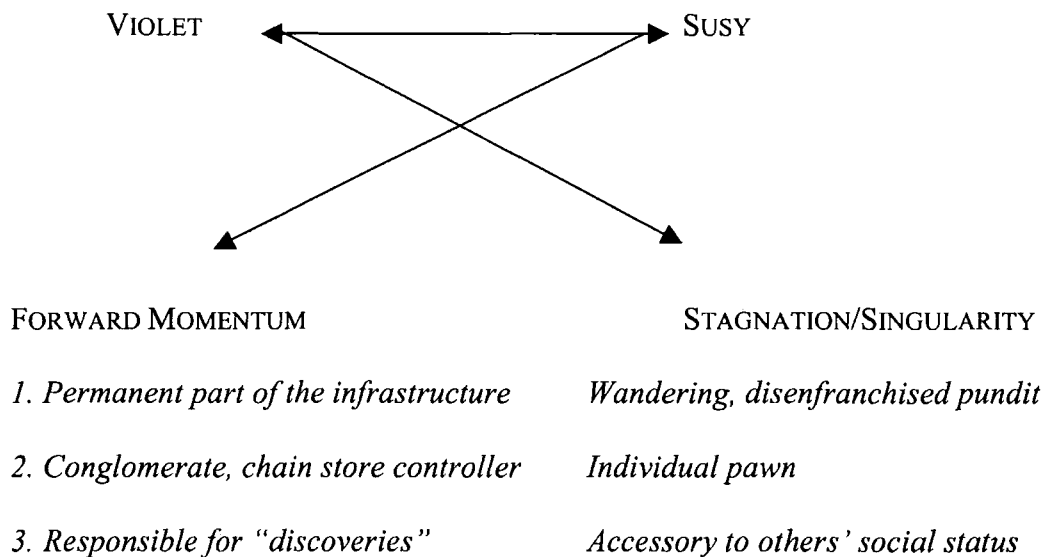 VIOLET SUSY
FORWARD MOMENTUM STAGNATION/SINGULARITY
1. Permanent part of the infrastructure Wandering, disenfranchised pundit
2. Conglomerate, chain store controller Individual pawn
3. Responsible for “discoveries” Accessory to others’ social status